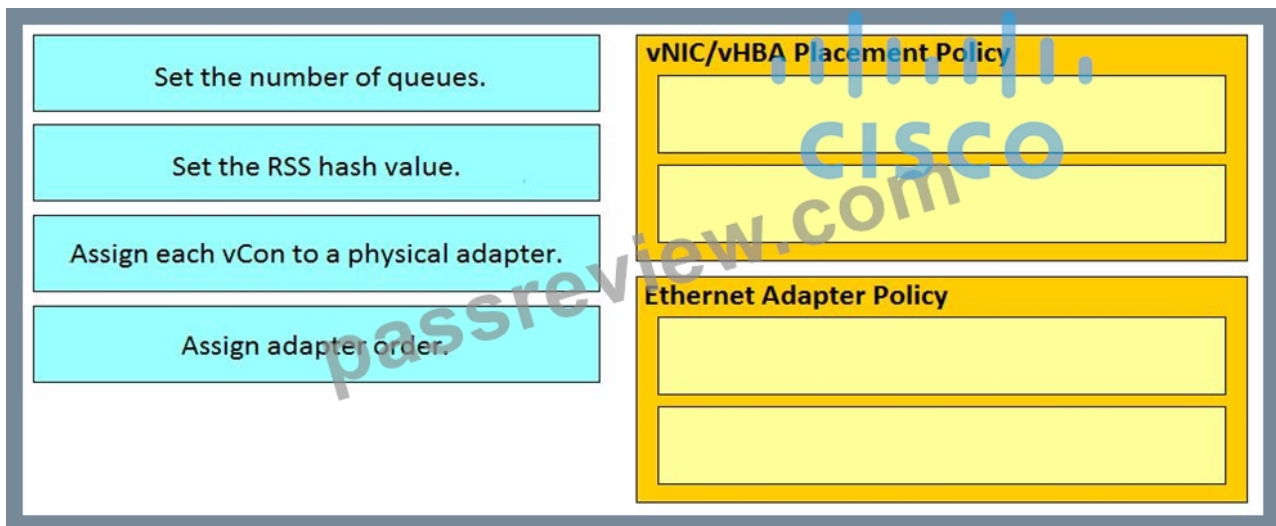 Set the number of queues.
Set the RSS hash value.
Assign each vCon to a physical adapter.
Assign adapter order.
vNIC/vHBA Placement Policy
CISCO
Ethernet Adapter Policy
passreview.com